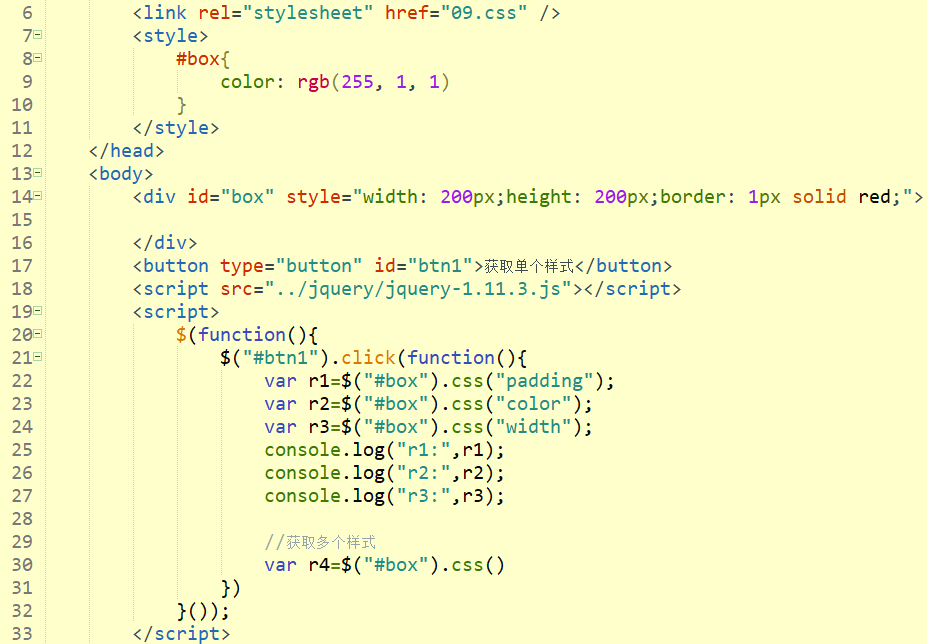 6 <link rel="stylesheet" href="09.css" />
7 <style>
8 #box{
9 color: rgb(255, 1, 1)
10 }
11 </style>
12 </head>
13 <body>
14 <div id="box" style="width: 200px;height: 200px;border: 1px solid red;">
15
16 </div>
17 <button type="button" id="btn1">获取单个样式</button>
18 <script src="../jquery/jquery-1.11.3.js"></script>
19 <script>
20 $(function(){
21 $("#btn1").click(function(){
22 var r1=$("#box").css("padding");
23 var r2=$("#box").css("color");
24 var r3=$("#box").css("width");
25 console.log("r1:",r1);
26 console.log("r2:",r2);
27 console.log("r3:",r3);
28
29 //获取多个样式
30 var r4=$("#box").css()
31 })
32 }());
33 </script>